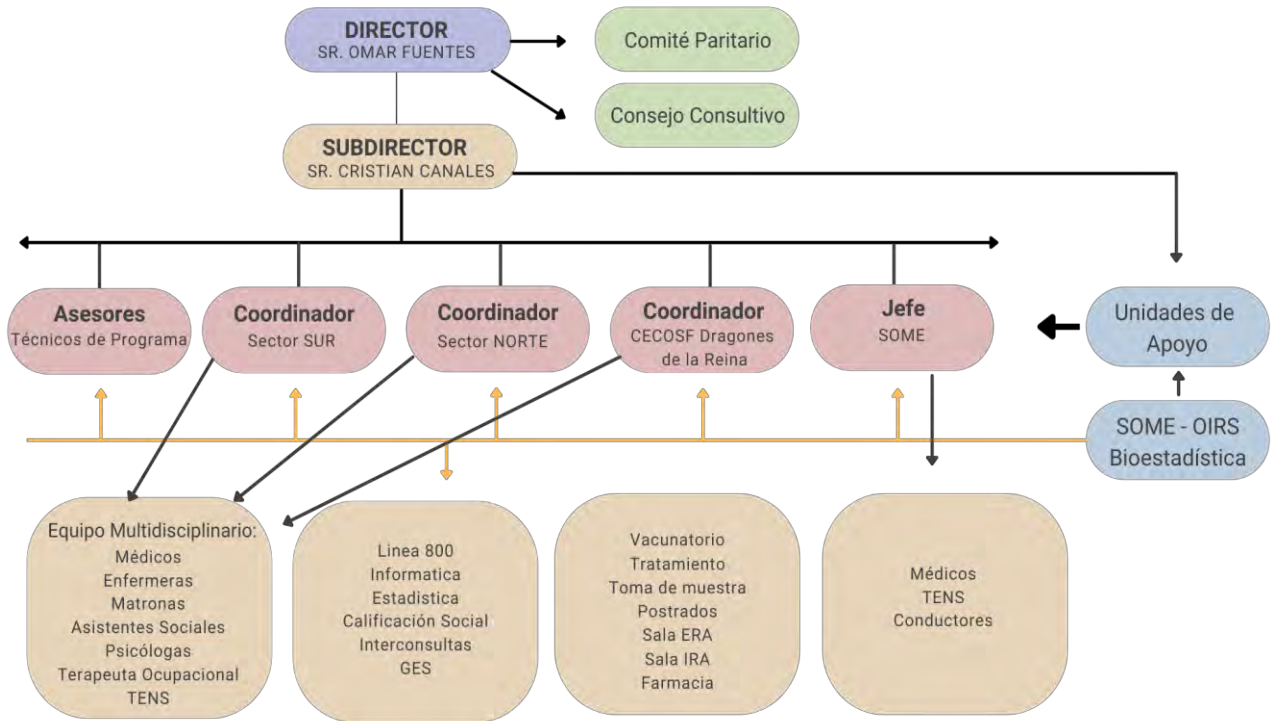 DIRECTOR
SR. OMAR FUENTES
Comité Paritario
Consejo Consultivo
SUBDIRECTOR
SR. CRISTIAN CANALES
Asesores
Técnicos de Programa
Coordinador
Sector SUR
Coordinador
Sector NORTE
Coordinador
CECOSF Dragones
de la Reina
Jefe
SOME
Unidades de
Apoyo
SOME - OIRS
Bioestadística
Equipo Multidisciplinario:
Médicos
Enfermeras
Matronas
Asistentes Sociales
Psicólogas
Terapeuta Ocupacional
TENS
Linea 800
Informatica
Estadistica
Calificación Social
Interconsultas
GES
Vacunatorio
Tratamiento
Toma de muestra
Postrados
Sala ERA
Sala IRA
Farmacia
Médicos
TENS
Conductores